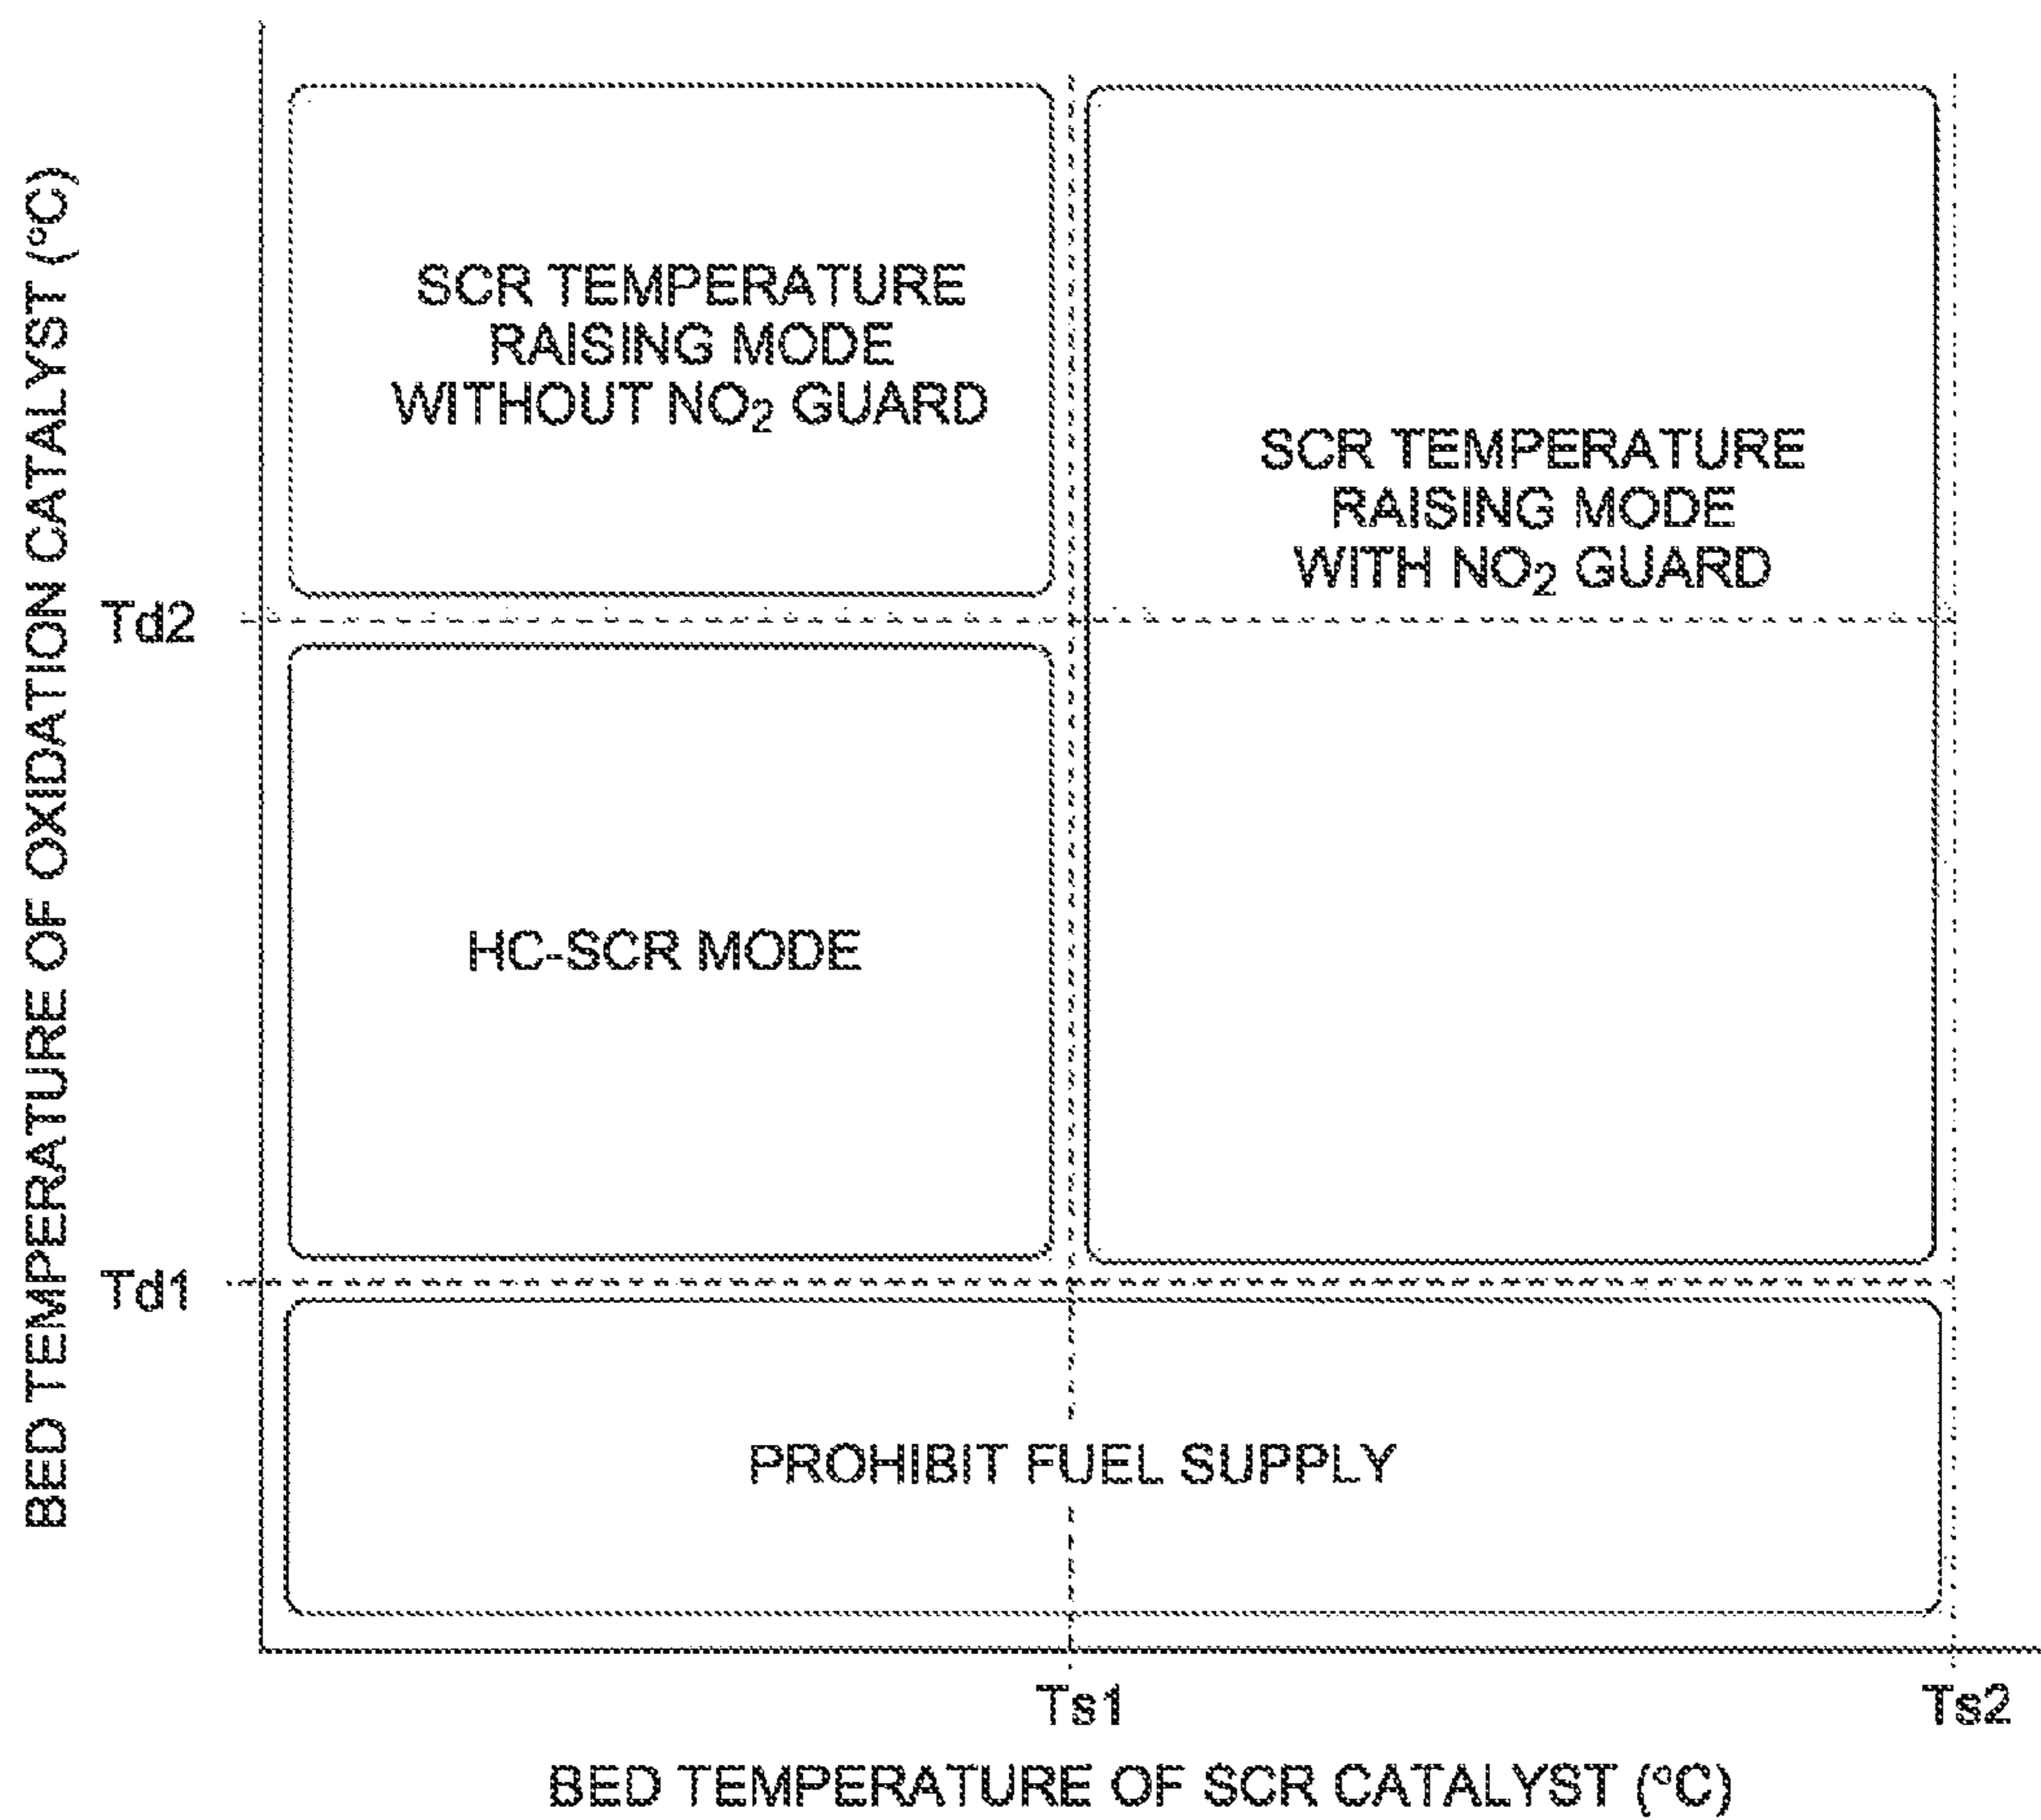 BED TEMPERATURE OF OXIDATION CATALYST (°C)
SCR TEMPERATURE
RAISING MODE
WITHOUT NO₂ GUARD
SCR TEMPERATURE
RAISING MODE
WITH NO₂ GUARD
Td2
HC-SCR MODE
Td1
PROHIBIT FUEL SUPPLY
Ts1
Ts2
BED TEMPERATURE OF SCR CATALYST (°C)